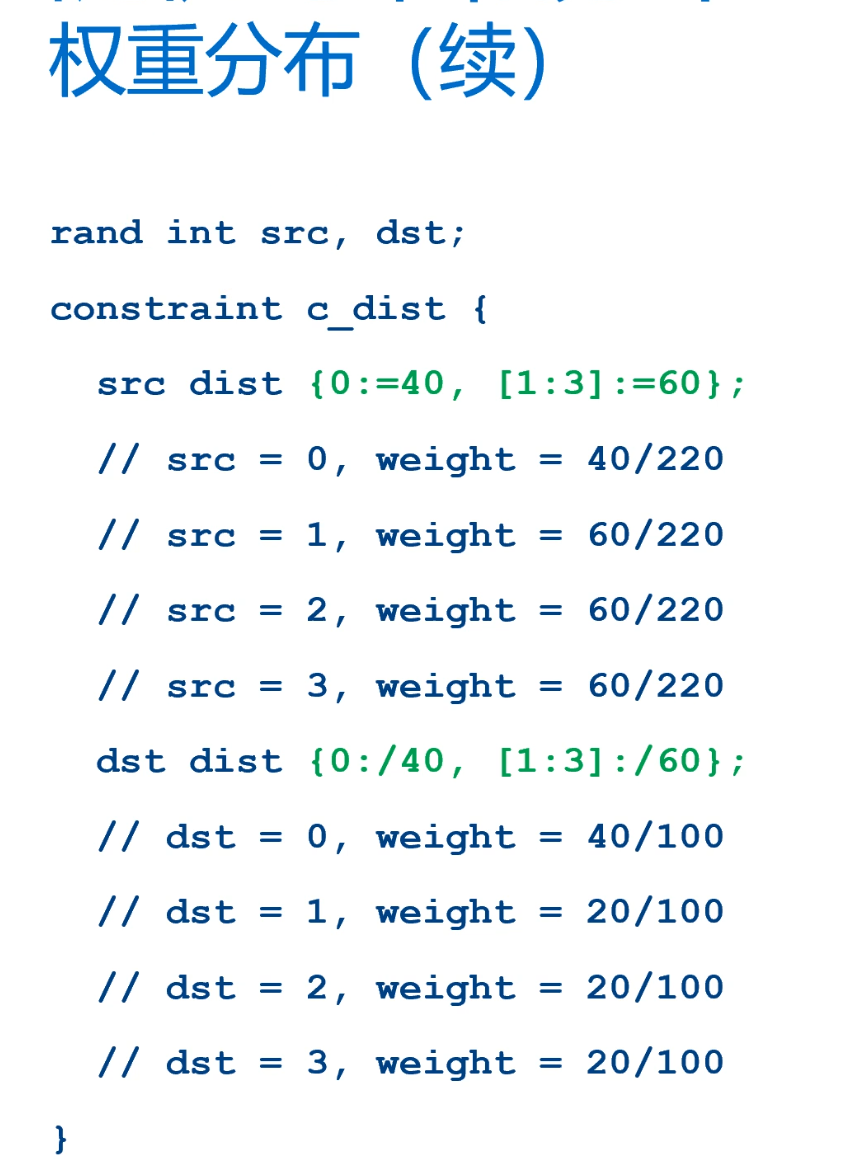 权重分布（续）
rand int src, dst;
constraint c_dist {
src dist {0:=40, [1:3]:=60};
// src = 0, weight = 40/220
// src = 1, weight = 60/220
// src = 2, weight = 60/220
// src = 3, weight = 60/220
dst dist {0:/40, [1:3]:/60};
// dst = 0, weight = 40/100
// dst = 1, weight = 20/100
// dst = 2, weight = 20/100
// dst = 3, weight = 20/100
}